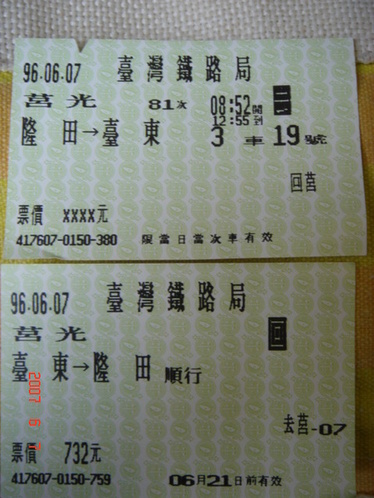 96.06.07 臺灣鐵路局
莒光 81次 09:52開
12:55到
隆田→臺東 3車19號
回莒
票價 XXXX元
417607-0150-380 限當日當次車有效
96.06.07 臺灣鐵路局
莒光 回
臺東→隆田 順行
去莒-07
票價 732元
417607-0150-759 06月21日前有效